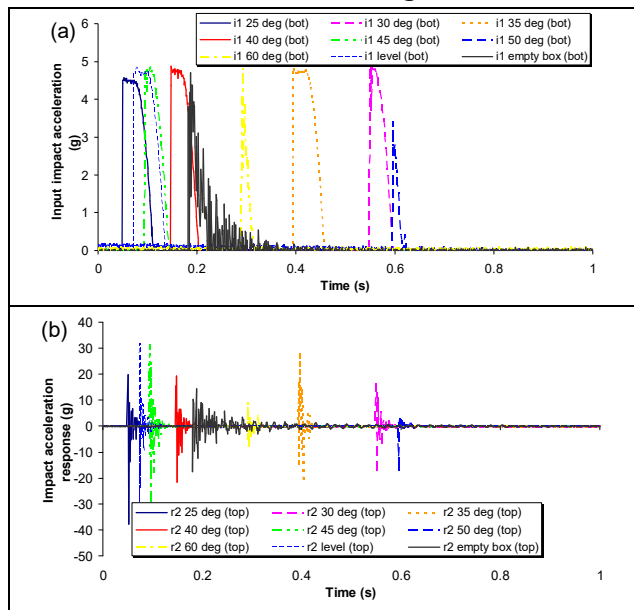 (a)
i1 25 deg (bot) i1 30 deg (bot) i1 35 deg (bot)
i1 40 deg (bot) i1 45 deg (bot) i1 50 deg (bot)
i1 60 deg (bot) i1 level (bot) i1 empty box (bot)
Input impact acceleration
(g)
6
5
4
3
2
1
0
0 0.2 0.4 0.6 0.8 1
Time (s)
(b)
Impact acceleration
response (g)
40
30
20
10
0
-10
-20
-30
-40
-50
0 0.2 0.4 0.6 0.8 1
Time (s)
r2 25 deg (top) r2 30 deg (top) r2 35 deg (top)
r2 40 deg (top) r2 45 deg (top) r2 50 deg (top)
r2 60 deg (top) r2 level (top) r2 empty box (top)